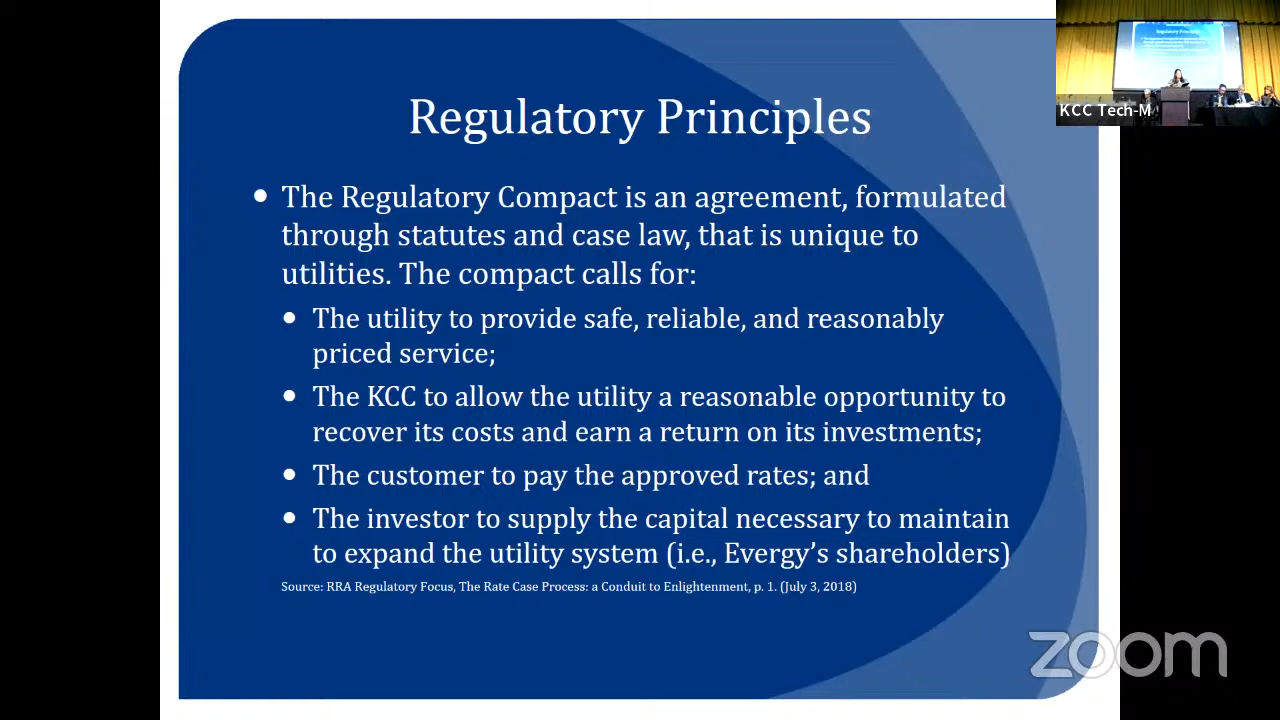 Regulatory Principles
The Regulatory Compact is an agreement, formulated
through statutes and case law, that is unique to
utilities. The compact calls for:
The utility to provide safe, reliable, and reasonably
priced service;
The KCC to allow the utility a reasonable opportunity to
recover its costs and earn a return on its investments;
The customer to pay the approved rates; and
The investor to supply the capital necessary to maintain
to expand the utility system (i.e., Evergy's shareholders)
Source: RRA Regulatory Focus, The Rate Case Process: a Conduit to Enlightenment, p. 1. (July 3, 2018)
KCC Tech-M
zoom